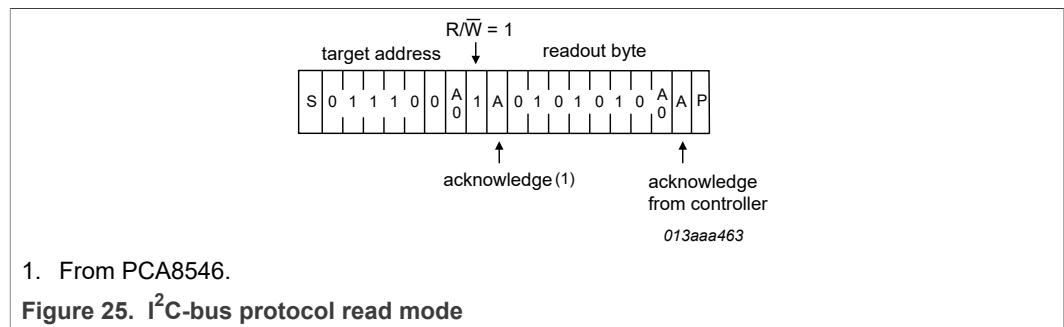 R/W̅ = 1
target address
readout byte
S 0 1 1 1 0 0 A0 1 A 0 1 0 1 0 1 0 A0 A P
acknowledge (1)
acknowledge
from controller
013aaa463
1. From PCA8546.
Figure 25. I²C-bus protocol read mode